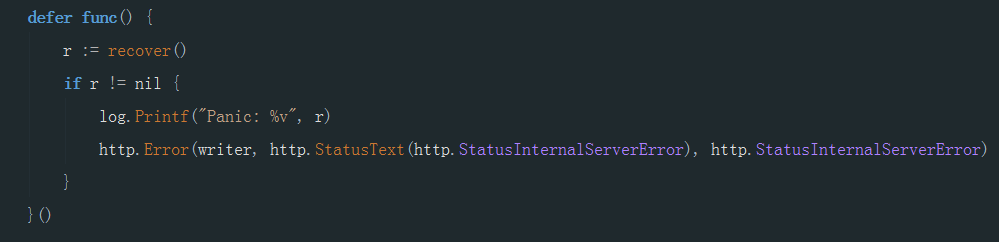 defer func() {
    r := recover()
    if r != nil {
        log.Printf("Panic: %v", r)
        http.Error(writer, http.StatusText(http.StatusInternalServerError), http.StatusInternalServerError)
    }
}()